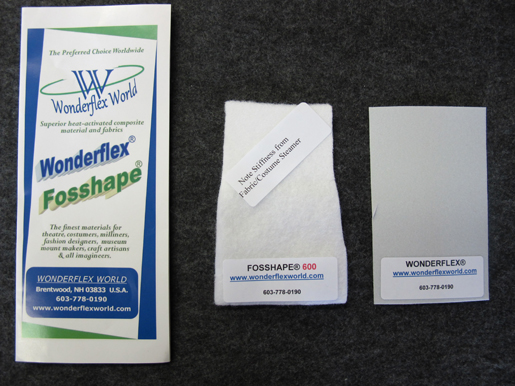 The Preferred Choice Worldwide
W
Wonderflex World
Superior heat-activated composite
material and fabrics
Wonderflex®
Fosshape®
The finest materials for
theatre, costumers, milliners,
fashion designers, museum
mount makers, craft artisans
& all imagineers.
WONDERFLEX WORLD
Brentwood, NH 03833 U.S.A.
603-778-0190
www.wonderflexworld.com
Note Stiffness from
Fabric/Costume Steamer
FOSSHAPE® 600
www.wonderflexworld.com
603-778-0190
WONDERFLEX®
www.wonderflexworld.com
603-778-0190